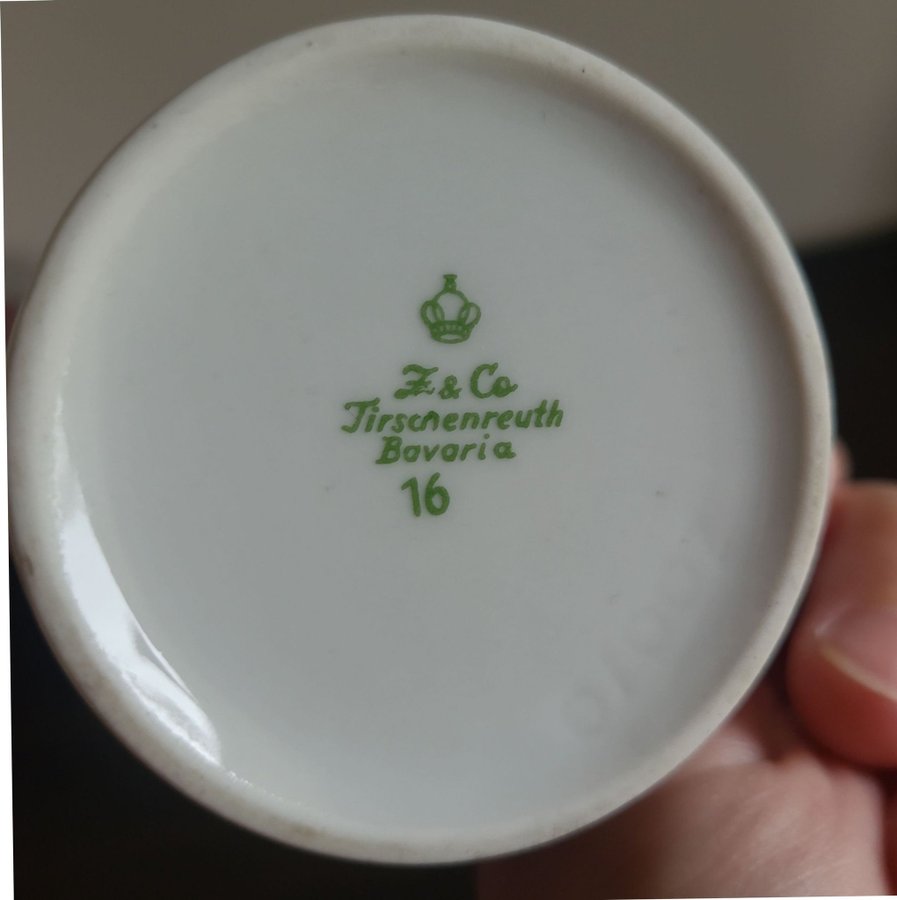 Z & Co
Tirschenreuth
Bavaria
16